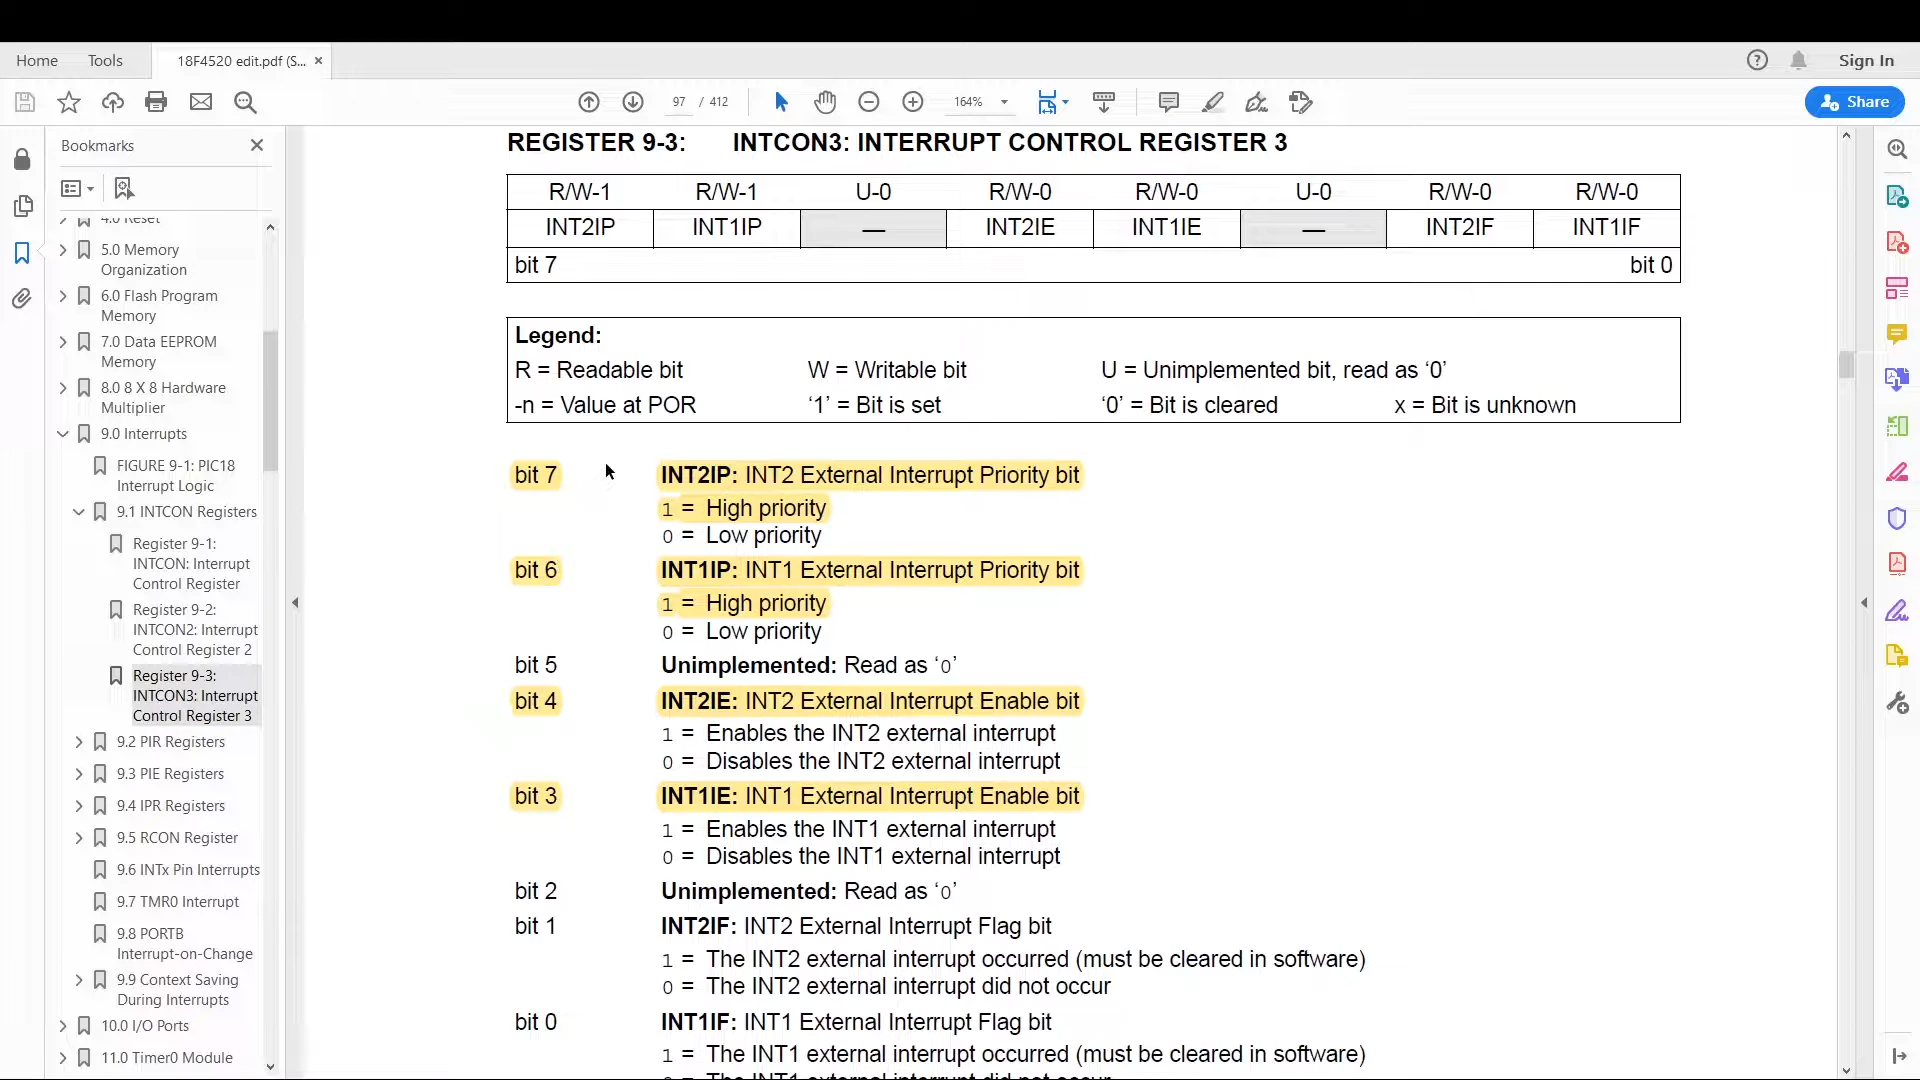 Home
Tools
18F4520 edit.pdf (S...
Sign In
97 / 412
164%
Share
Bookmarks
4.0 Reset
5.0 Memory
Organization
6.0 Flash Program
Memory
7.0 Data EEPROM
Memory
8.0 8 X 8 Hardware
Multiplier
9.0 Interrupts
FIGURE 9-1: PIC18
Interrupt Logic
9.1 INTCON Registers
Register 9-1:
INTCON: Interrupt
Control Register
Register 9-2:
INTCON2: Interrupt
Control Register 2
Register 9-3:
INTCON3: Interrupt
Control Register 3
9.2 PIR Registers
9.3 PIE Registers
9.4 IPR Registers
9.5 RCON Register
9.6 INTx Pin Interrupts
9.7 TMR0 Interrupt
9.8 PORTB
Interrupt-on-Change
9.9 Context Saving
During Interrupts
10.0 I/O Ports
11.0 Timer0 Module
REGISTER 9-3: INTCON3: INTERRUPT CONTROL REGISTER 3
R/W-1 R/W-1 U-0 R/W-0 R/W-0 U-0 R/W-0 R/W-0
INT2IP INT1IP — INT2IE INT1IE — INT2IF INT1IF
bit 7 bit 0
Legend:
R = Readable bit W = Writable bit U = Unimplemented bit, read as ‘0’
-n = Value at POR ‘1’ = Bit is set ‘0’ = Bit is cleared x = Bit is unknown
bit 7 INT2IP: INT2 External Interrupt Priority bit
1 = High priority
0 = Low priority
bit 6 INT1IP: INT1 External Interrupt Priority bit
1 = High priority
0 = Low priority
bit 5 Unimplemented: Read as ‘0’
bit 4 INT2IE: INT2 External Interrupt Enable bit
1 = Enables the INT2 external interrupt
0 = Disables the INT2 external interrupt
bit 3 INT1IE: INT1 External Interrupt Enable bit
1 = Enables the INT1 external interrupt
0 = Disables the INT1 external interrupt
bit 2 Unimplemented: Read as ‘0’
bit 1 INT2IF: INT2 External Interrupt Flag bit
1 = The INT2 external interrupt occurred (must be cleared in software)
0 = The INT2 external interrupt did not occur
bit 0 INT1IF: INT1 External Interrupt Flag bit
1 = The INT1 external interrupt occurred (must be cleared in software)
0 = The INT1 external interrupt did not occur